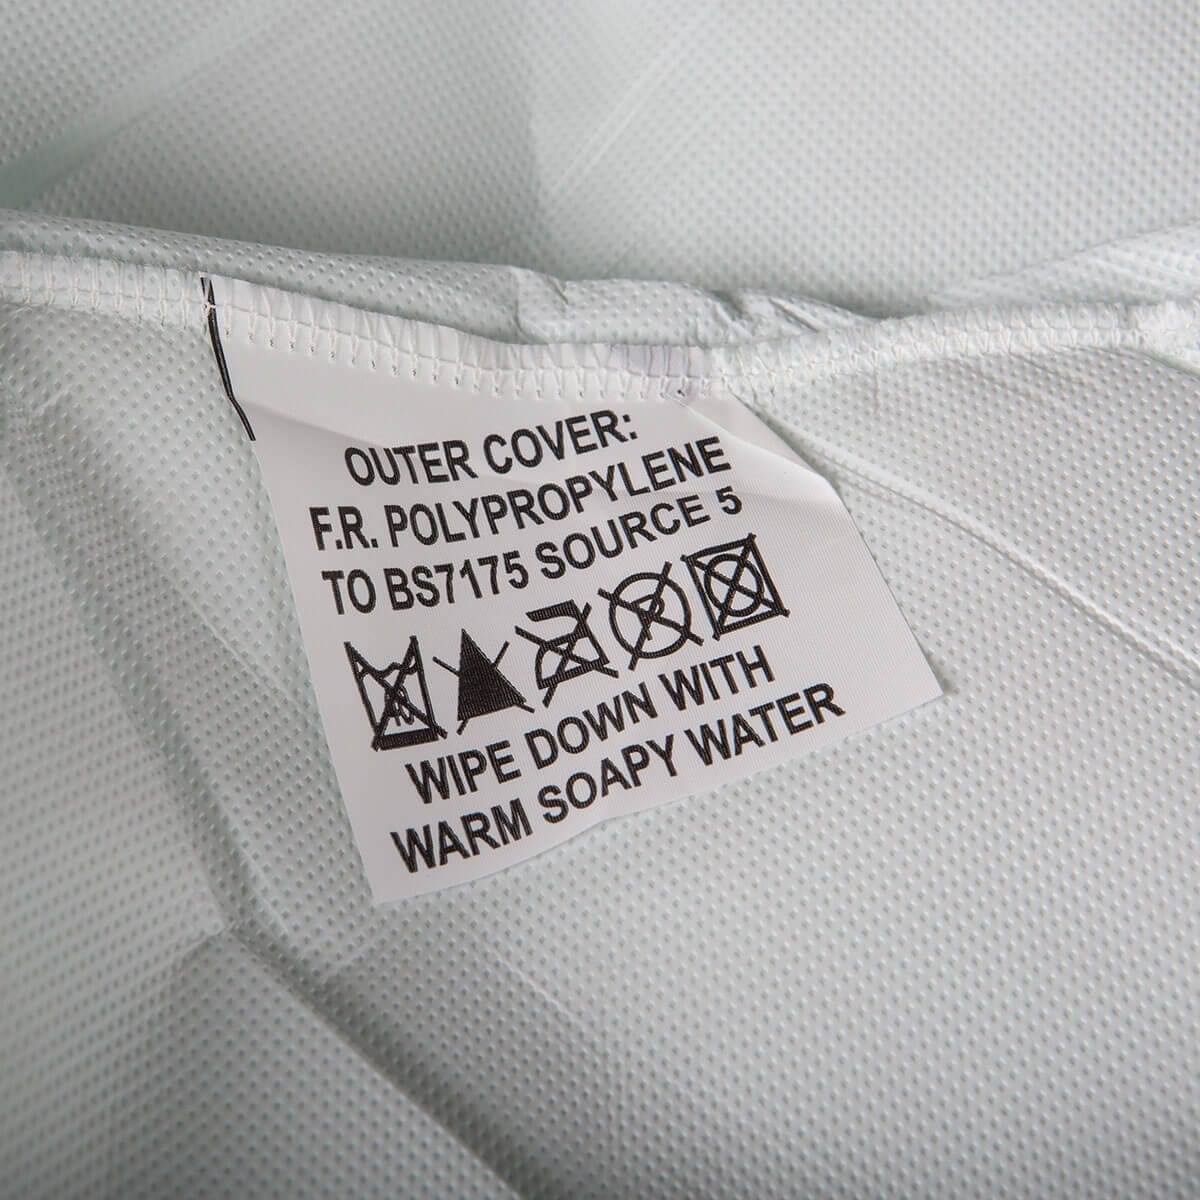 OUTER COVER:
F.R. POLYPROPYLENE
TO BS7175 SOURCE 5
P
WIPE DOWN WITH
WARM SOAPY WATER